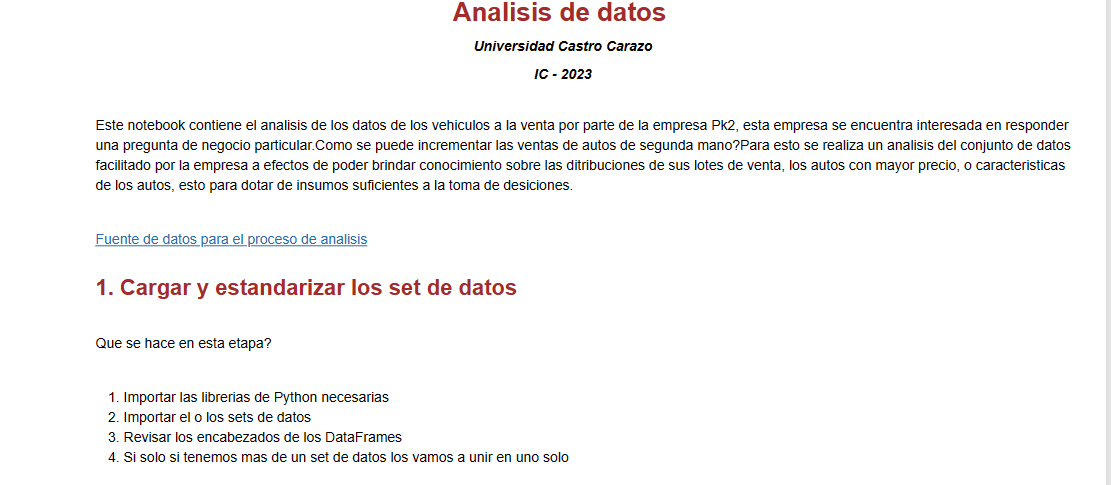 Analisis de datos
Universidad Castro Carazo
IC - 2023
Este notebook contiene el analisis de los datos de los vehiculos a la venta por parte de la empresa Pk2, esta empresa se encuentra interesada en responder
una pregunta de negocio particular.Como se puede incrementar las ventas de autos de segunda mano?Para esto se realiza un analisis del conjunto de datos
facilitado por la empresa a efectos de poder brindar conocimiento sobre las ditribuciones de sus lotes de venta, los autos con mayor precio, o caracteristicas
de los autos, esto para dotar de insumos suficientes a la toma de desiciones.
Fuente de datos para el proceso de analisis
1. Cargar y estandarizar los set de datos
Que se hace en esta etapa?
1. Importar las librerias de Python necesarias
2. Importar el o los sets de datos
3. Revisar los encabezados de los DataFrames
4. Si solo si tenemos mas de un set de datos los vamos a unir en uno solo